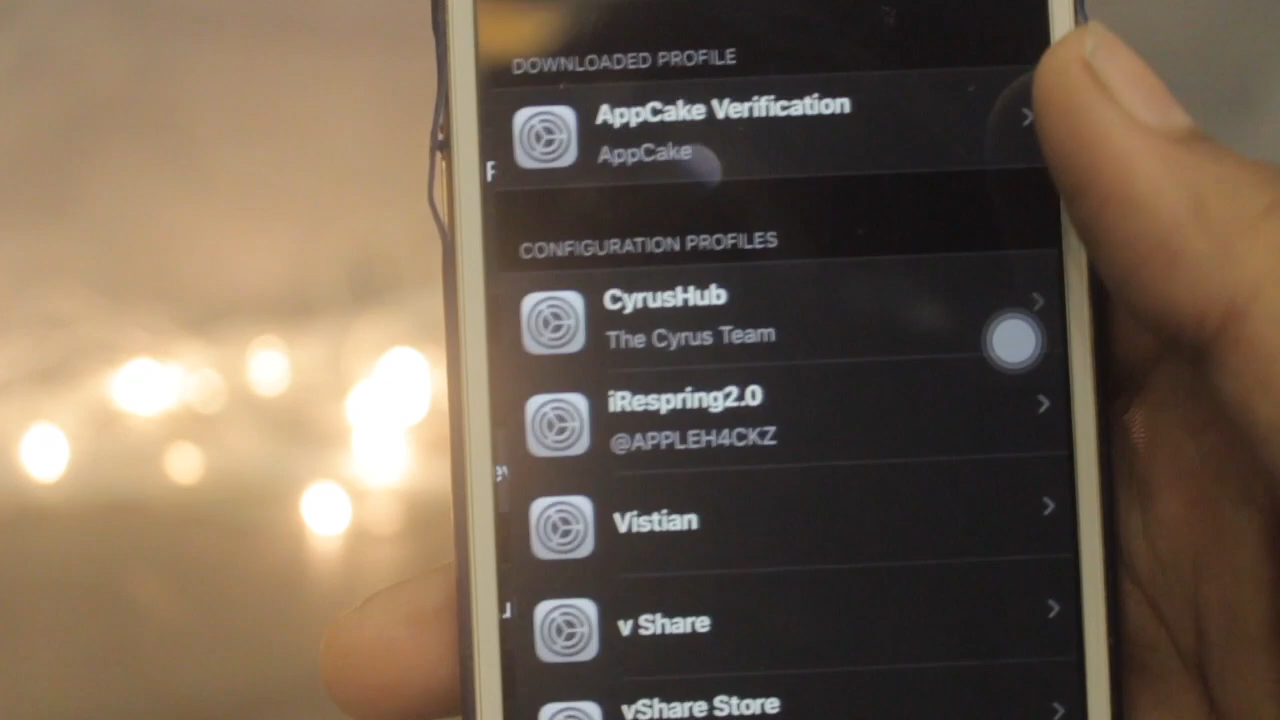 DOWNLOADED PROFILE
AppCake Verification
AppCake
CONFIGURATION PROFILES
CyrusHub
The Cyrus Team
iRespring2.0
@APPLEH4CKZ
Vistian
v Share
vShare Store